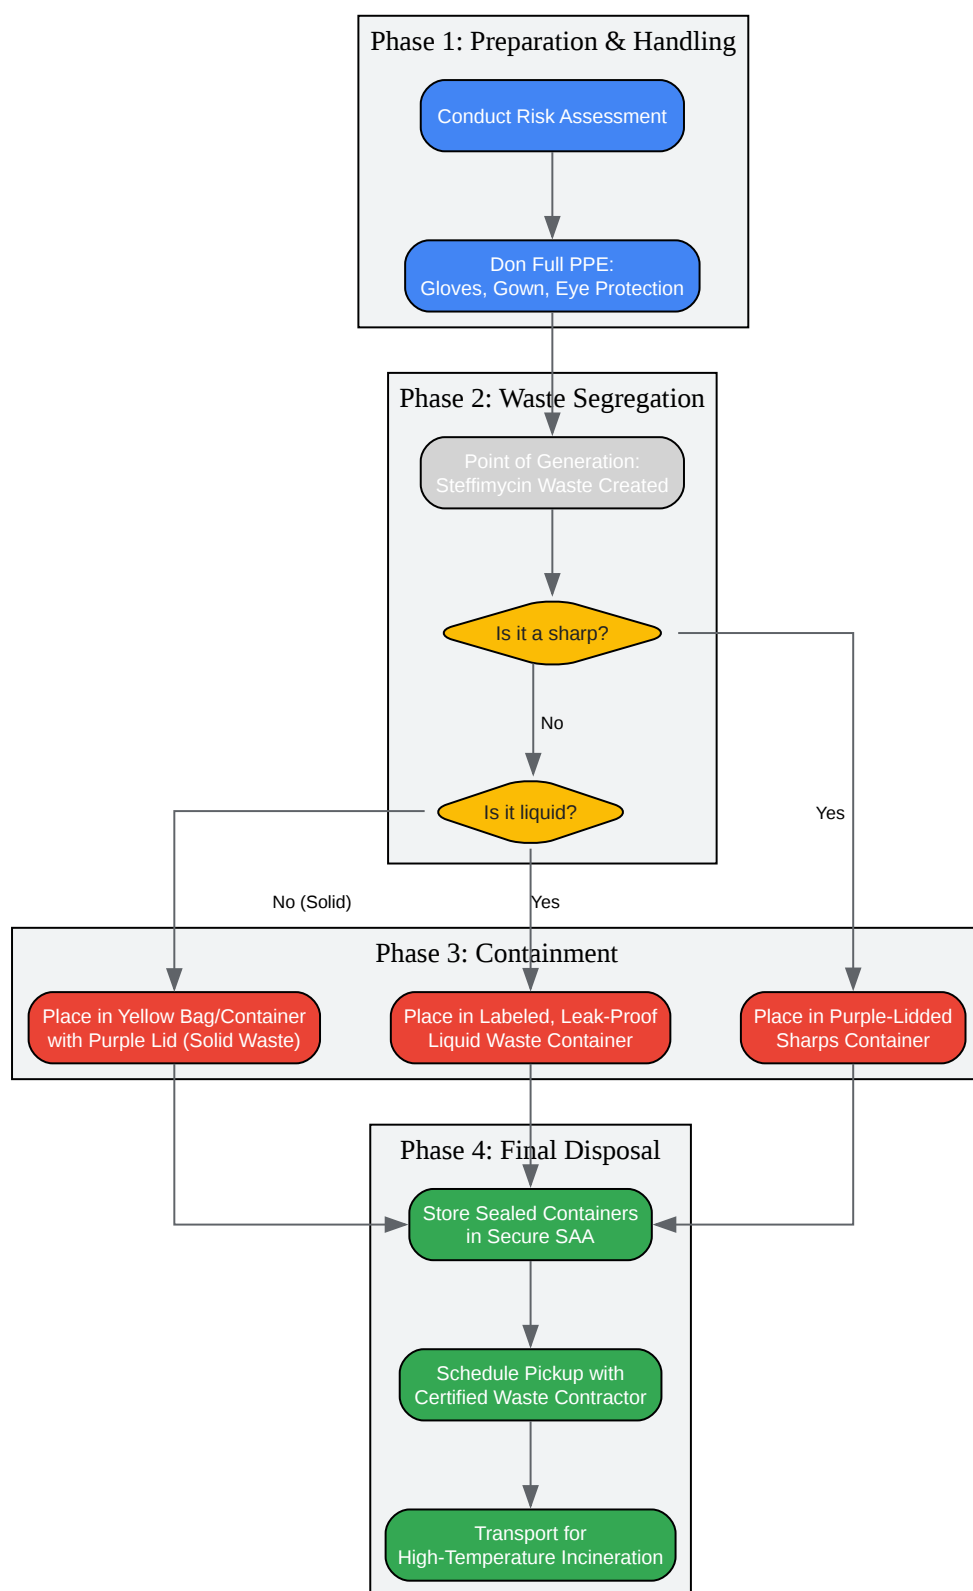 Phase 1: Preparation & Handling
Conduct Risk Assessment
Don Full PPE:
Gloves, Gown, Eye Protection
Phase 2: Waste Segregation
Point of Generation:
Steffimycin Waste Created
Is it a sharp?
No
Is it liquid?
Yes
No (Solid)
Yes
Phase 3: Containment
Place in Yellow Bag/Container
with Purple Lid (Solid Waste)
Place in Labeled, Leak-Proof
Liquid Waste Container
Place in Purple-Lidded
Sharps Container
Phase 4: Final Disposal
Store Sealed Containers
in Secure SAA
Schedule Pickup with
Certified Waste Contractor
Transport for
High-Temperature Incineration